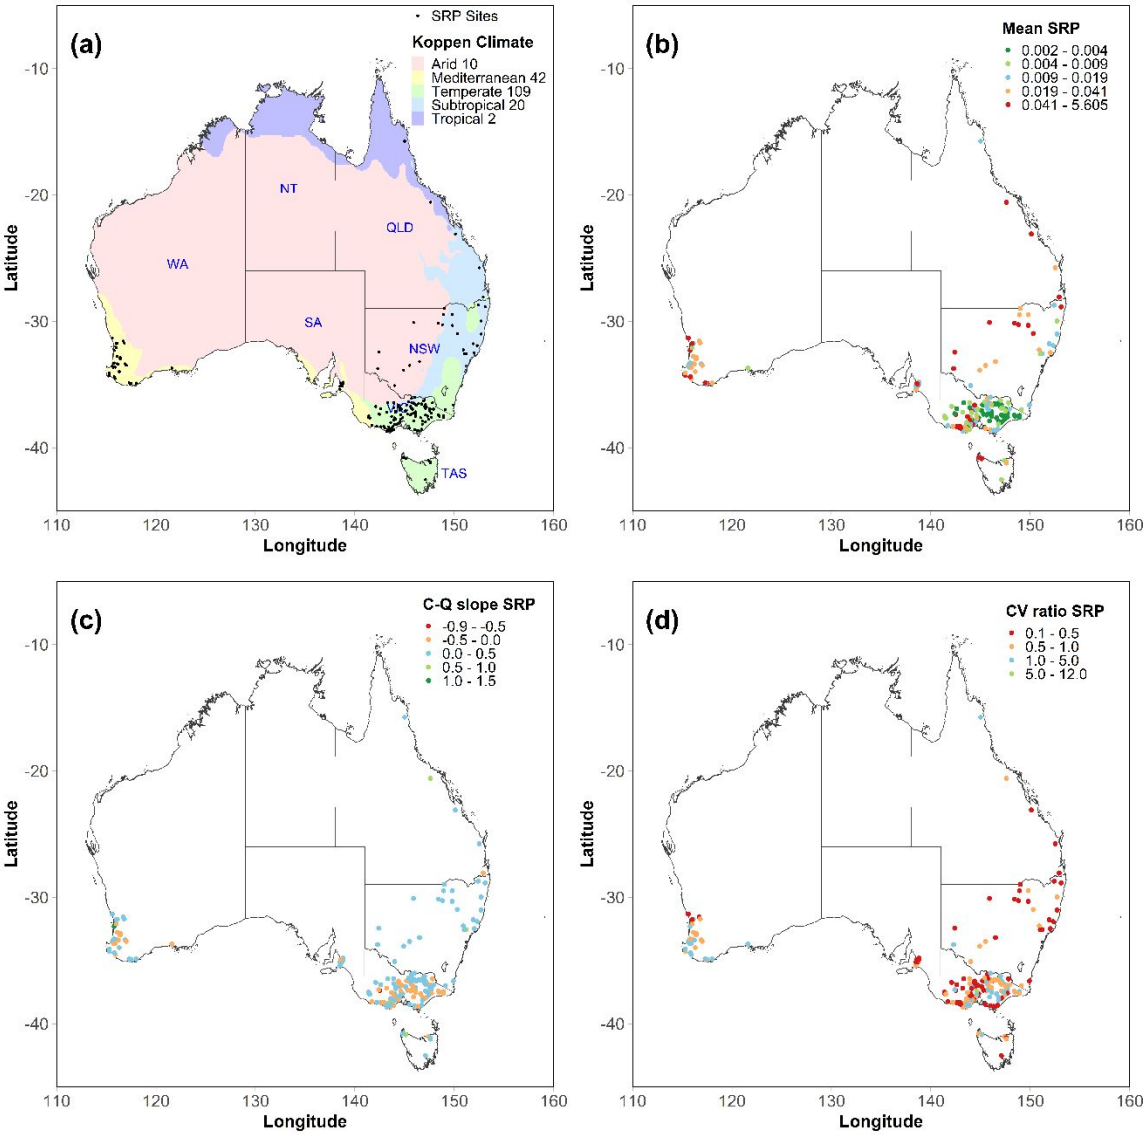 (a)
SRP Sites
Koppen Climate
Arid 10
Mediterranean 42
Temperate 109
Subtropical 20
Tropical 2
NT
QLD
WA
SA
NSW
TAS
-10
-20
-30
-40
110 120 130 140 150 160
Latitude
Longitude
(b)
Mean SRP
0.002 - 0.004
0.004 - 0.009
0.009 - 0.019
0.019 - 0.041
0.041 - 5.605
-10
-20
-30
-40
110 120 130 140 150 160
Latitude
Longitude
(c)
C-Q slope SRP
-0.9 - -0.5
-0.5 - 0.0
0.0 - 0.5
0.5 - 1.0
1.0 - 1.5
-10
-20
-30
-40
110 120 130 140 150 160
Latitude
Longitude
(d)
CV ratio SRP
0.1 - 0.5
0.5 - 1.0
1.0 - 5.0
5.0 - 12.0
-10
-20
-30
-40
110 120 130 140 150 160
Latitude
Longitude